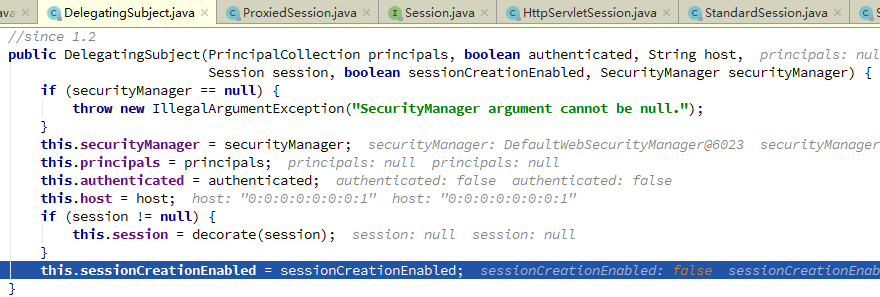 ava × DelegatingSubject.java × ProxiedSession.java × Session.java × HttpServletSession.java × StandardSession.java ×
//since 1.2
public DelegatingSubject(PrincipalCollection principals, boolean authenticated, String host, principals: nul
Session session, boolean sessionCreationEnabled, SecurityManager securityManager) {
if (securityManager == null) {
throw new IllegalArgumentException("SecurityManager argument cannot be null.");
}
this.securityManager = securityManager; securityManager: DefaultWebSecurityManager@6023 securityManager
this.principals = principals; principals: null principals: null
this.authenticated = authenticated; authenticated: false authenticated: false
this.host = host; host: "0:0:0:0:0:0:0:1" host: "0:0:0:0:0:0:0:1"
if (session != null) {
this.session = decorate(session); session: null session: null
}
this.sessionCreationEnabled = sessionCreationEnabled; sessionCreationEnabled: false sessionCreationEnab
}